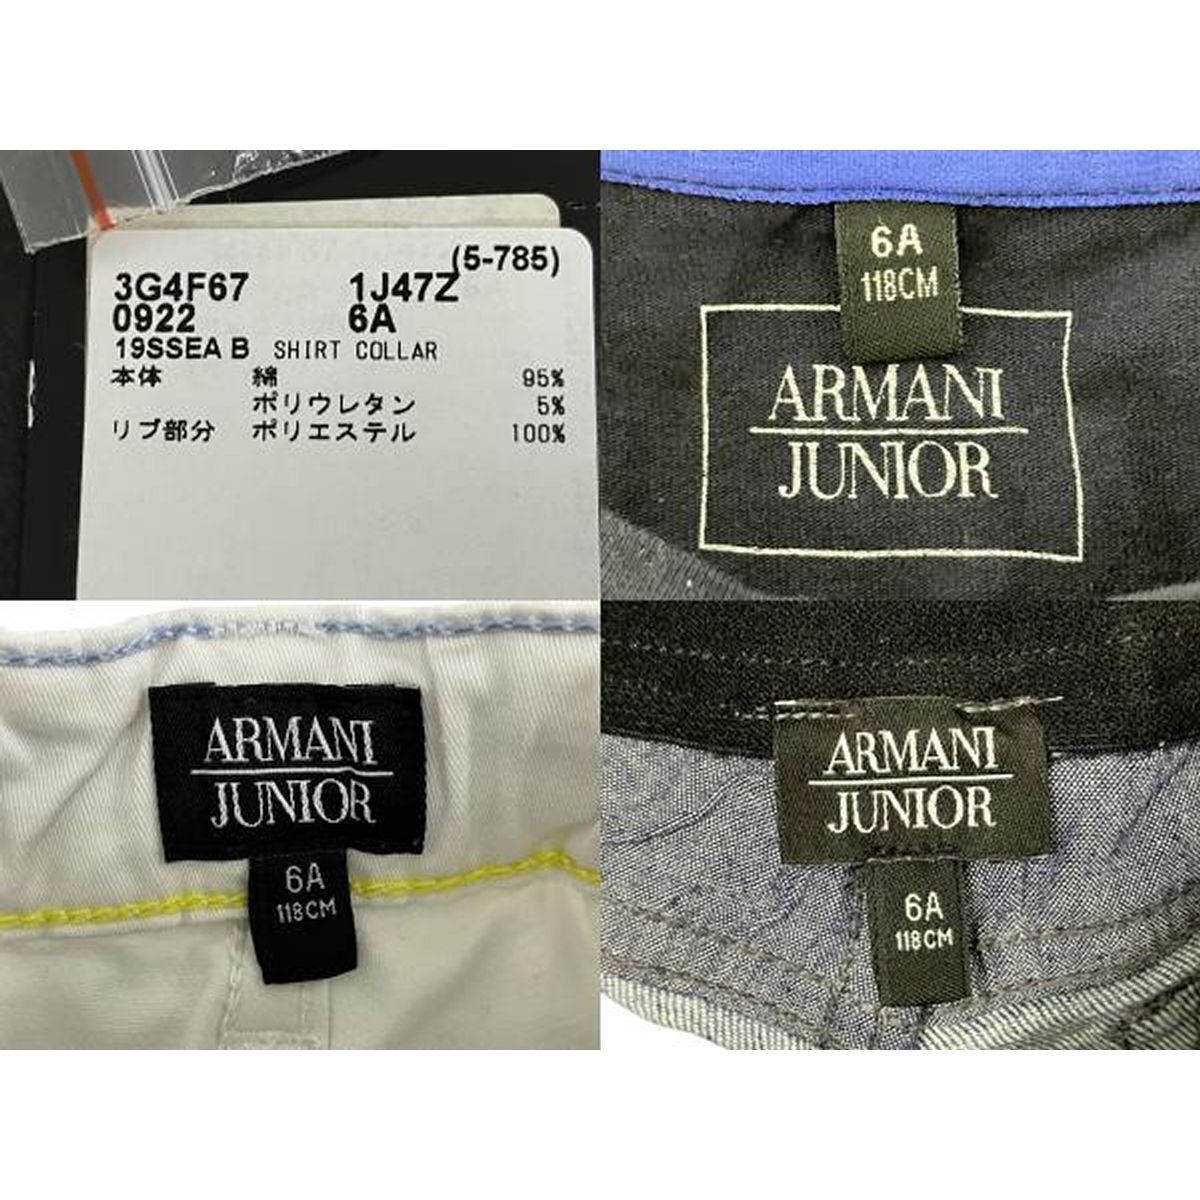 (5-785)
3G4F67 1J47Z
0922 6A
19SSEA B SHIRT COLLAR
本体 綿 95%
ポリウレタン 5%
リブ部分 ポリエステル 100%
6A
118CM
ARMANI
JUNIOR
ARMANI
JUNIOR
6A
118CM
ARMANI
JUNIOR
6A
118CM